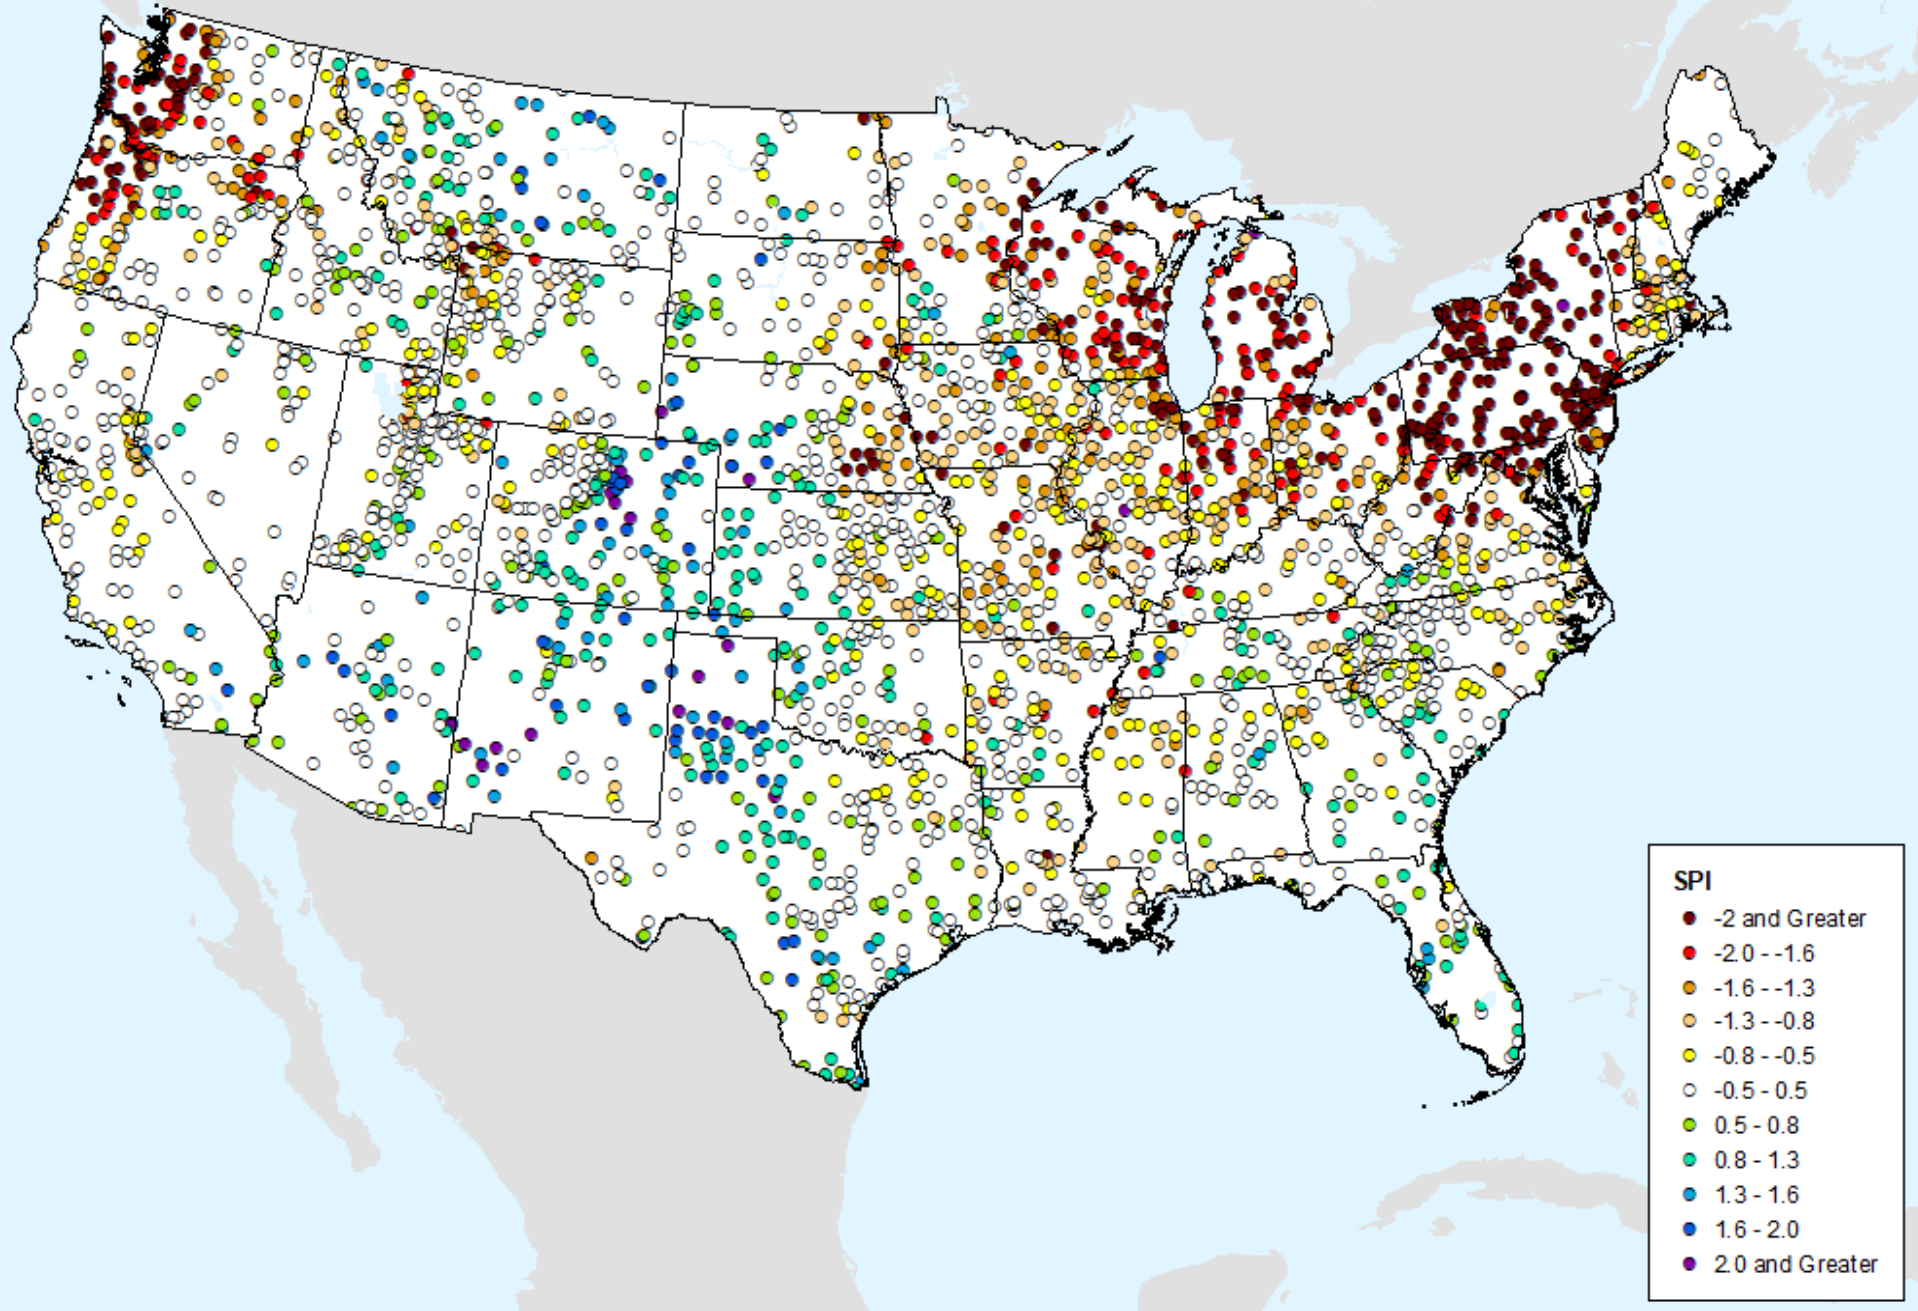 SPI
-2 and Greater
-2.0 - -1.6
-1.6 - -1.3
-1.3 - -0.8
-0.8 - -0.5
-0.5 - 0.5
0.5 - 0.8
0.8 - 1.3
1.3 - 1.6
1.6 - 2.0
2.0 and Greater